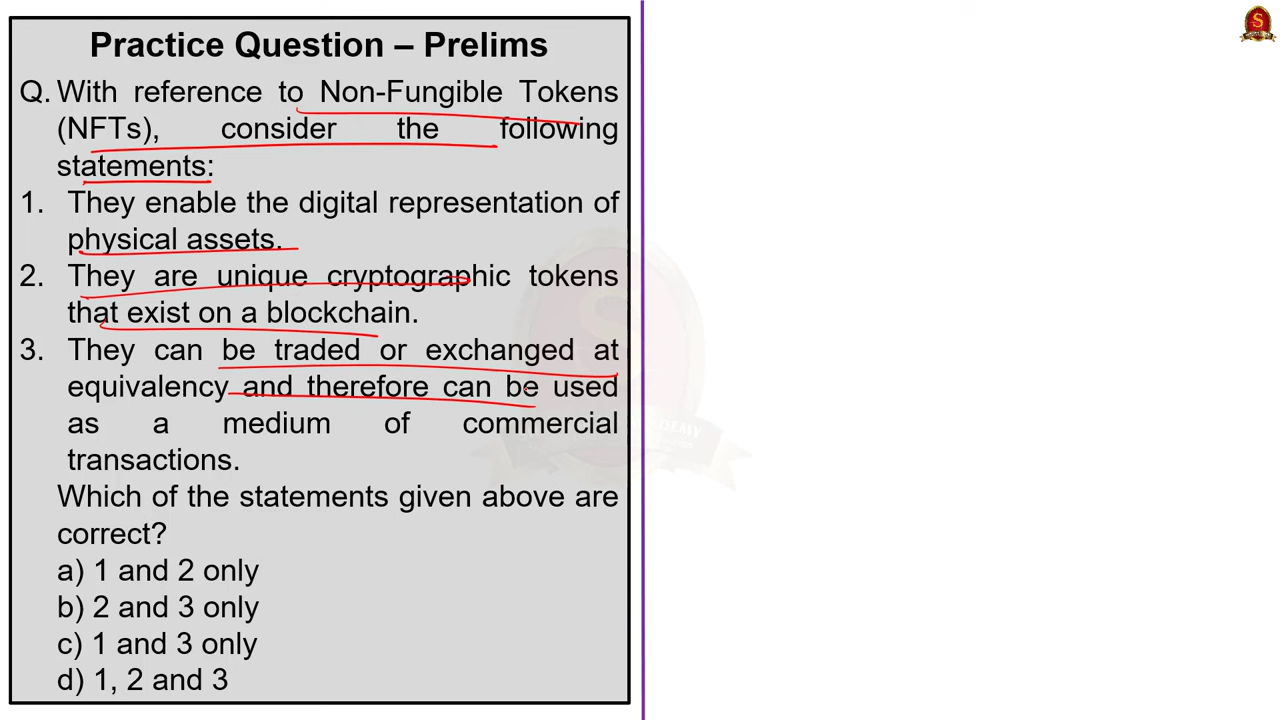 Practice Question – Prelims
Q. With reference to Non-Fungible Tokens
(NFTs), consider the following
statements:
1. They enable the digital representation of
physical assets.
2. They are unique cryptographic tokens
that exist on a blockchain.
3. They can be traded or exchanged at
equivalency and therefore can be used
as a medium of commercial
transactions.
Which of the statements given above are
correct?
a) 1 and 2 only
b) 2 and 3 only
c) 1 and 3 only
d) 1, 2 and 3